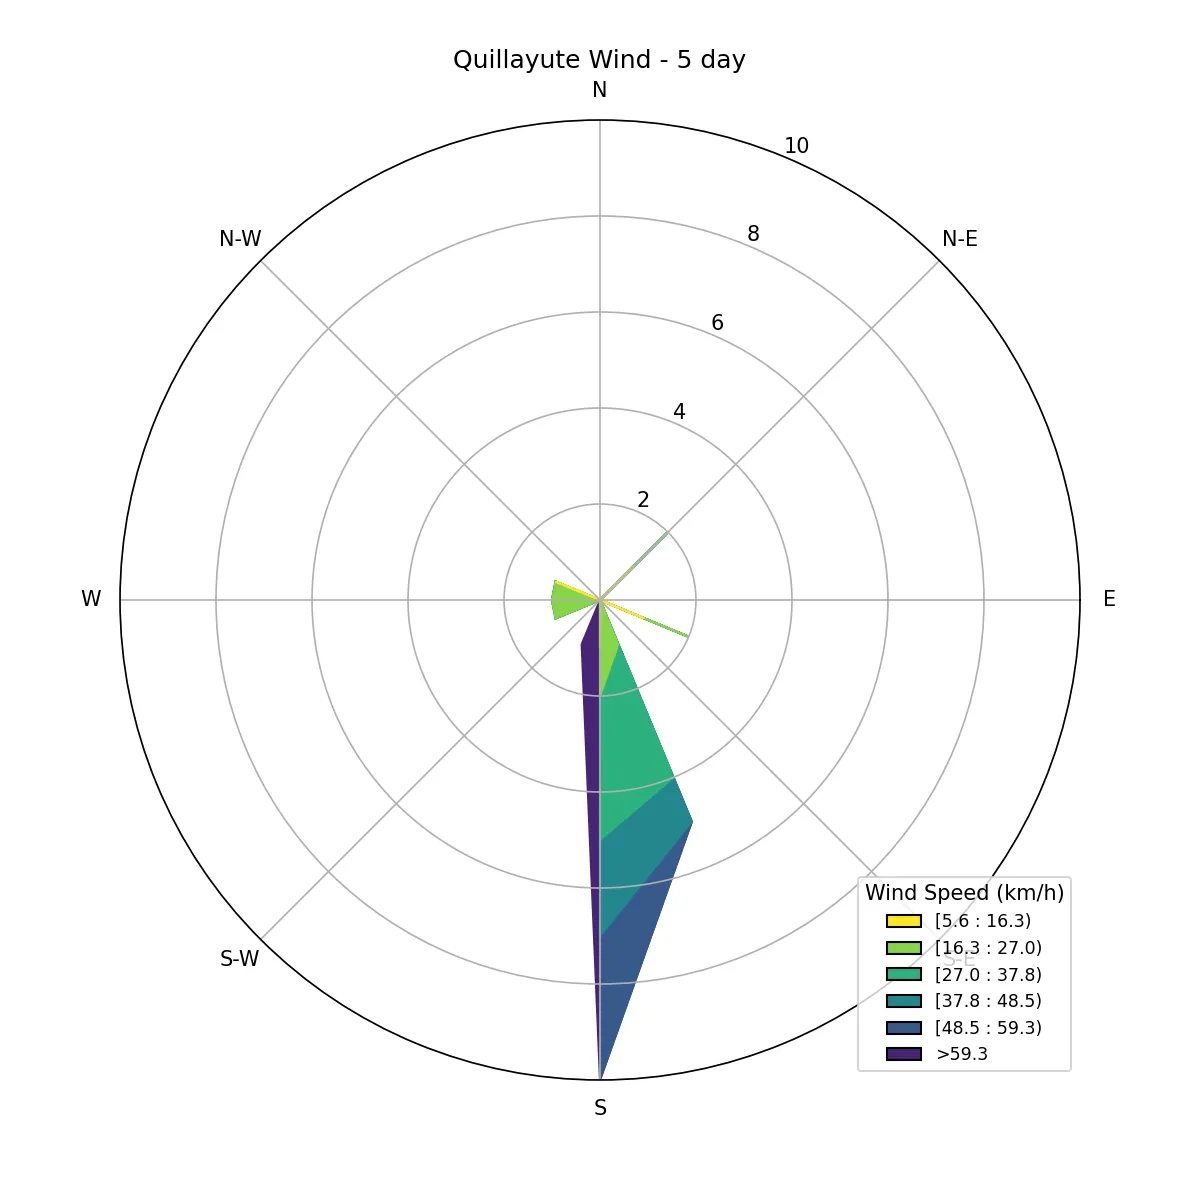 Quillayute Wind - 5 day
N
10
N-W
N-E
8
6
4
2
W
E
Wind Speed (km/h)
[5.6 : 16.3)
[16.3 : 27.0)
S-W
S-E
[27.0 : 37.8)
[37.8 : 48.5)
[48.5 : 59.3)
>59.3
S